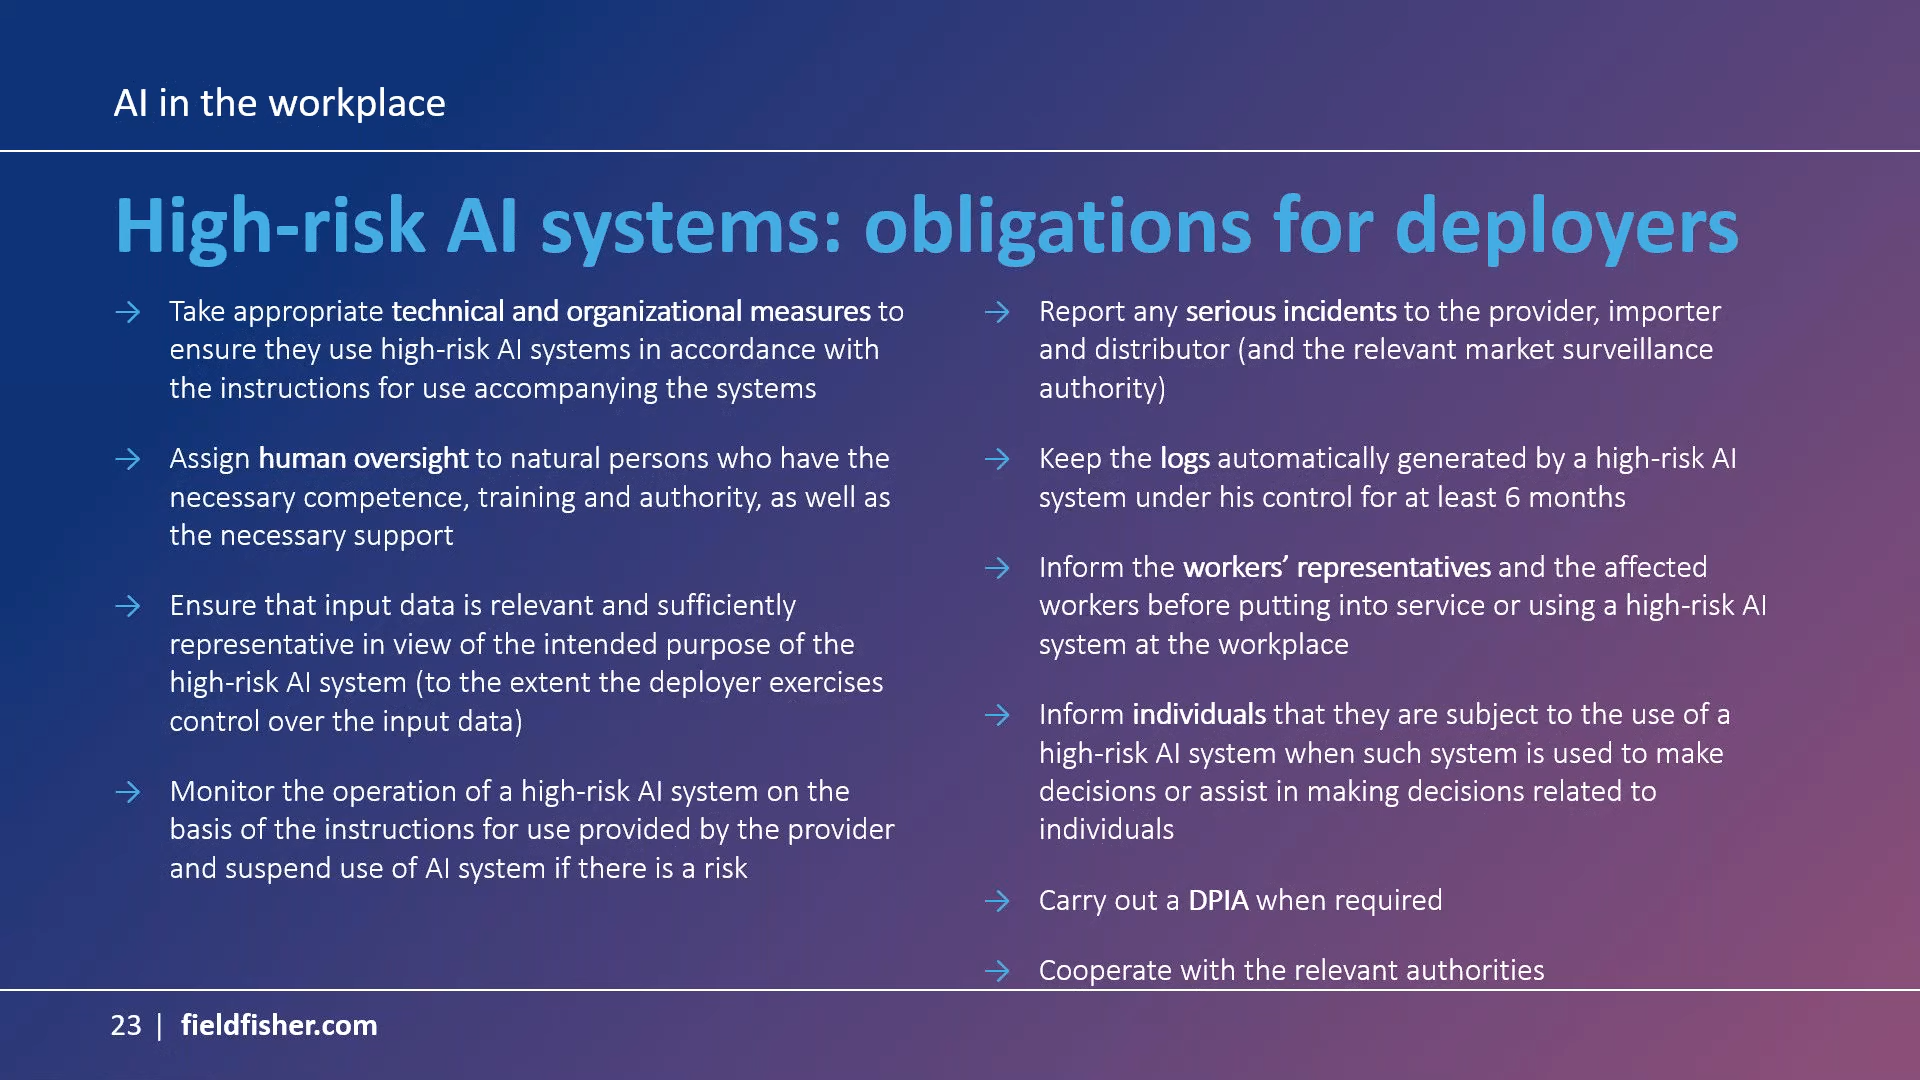 AI in the workplace
High-risk AI systems: obligations for deployers
→ Take appropriate technical and organizational measures to
ensure they use high-risk AI systems in accordance with
the instructions for use accompanying the systems
→ Assign human oversight to natural persons who have the
necessary competence, training and authority, as well as
the necessary support
→ Ensure that input data is relevant and sufficiently
representative in view of the intended purpose of the
high-risk AI system (to the extent the deployer exercises
control over the input data)
→ Monitor the operation of a high-risk AI system on the
basis of the instructions for use provided by the provider
and suspend use of AI system if there is a risk
→ Report any serious incidents to the provider, importer
and distributor (and the relevant market surveillance
authority)
→ Keep the logs automatically generated by a high-risk AI
system under his control for at least 6 months
→ Inform the workers’ representatives and the affected
workers before putting into service or using a high-risk AI
system at the workplace
→ Inform individuals that they are subject to the use of a
high-risk AI system when such system is used to make
decisions or assist in making decisions related to
individuals
→ Carry out a DPIA when required
→ Cooperate with the relevant authorities
23 | fieldfisher.com